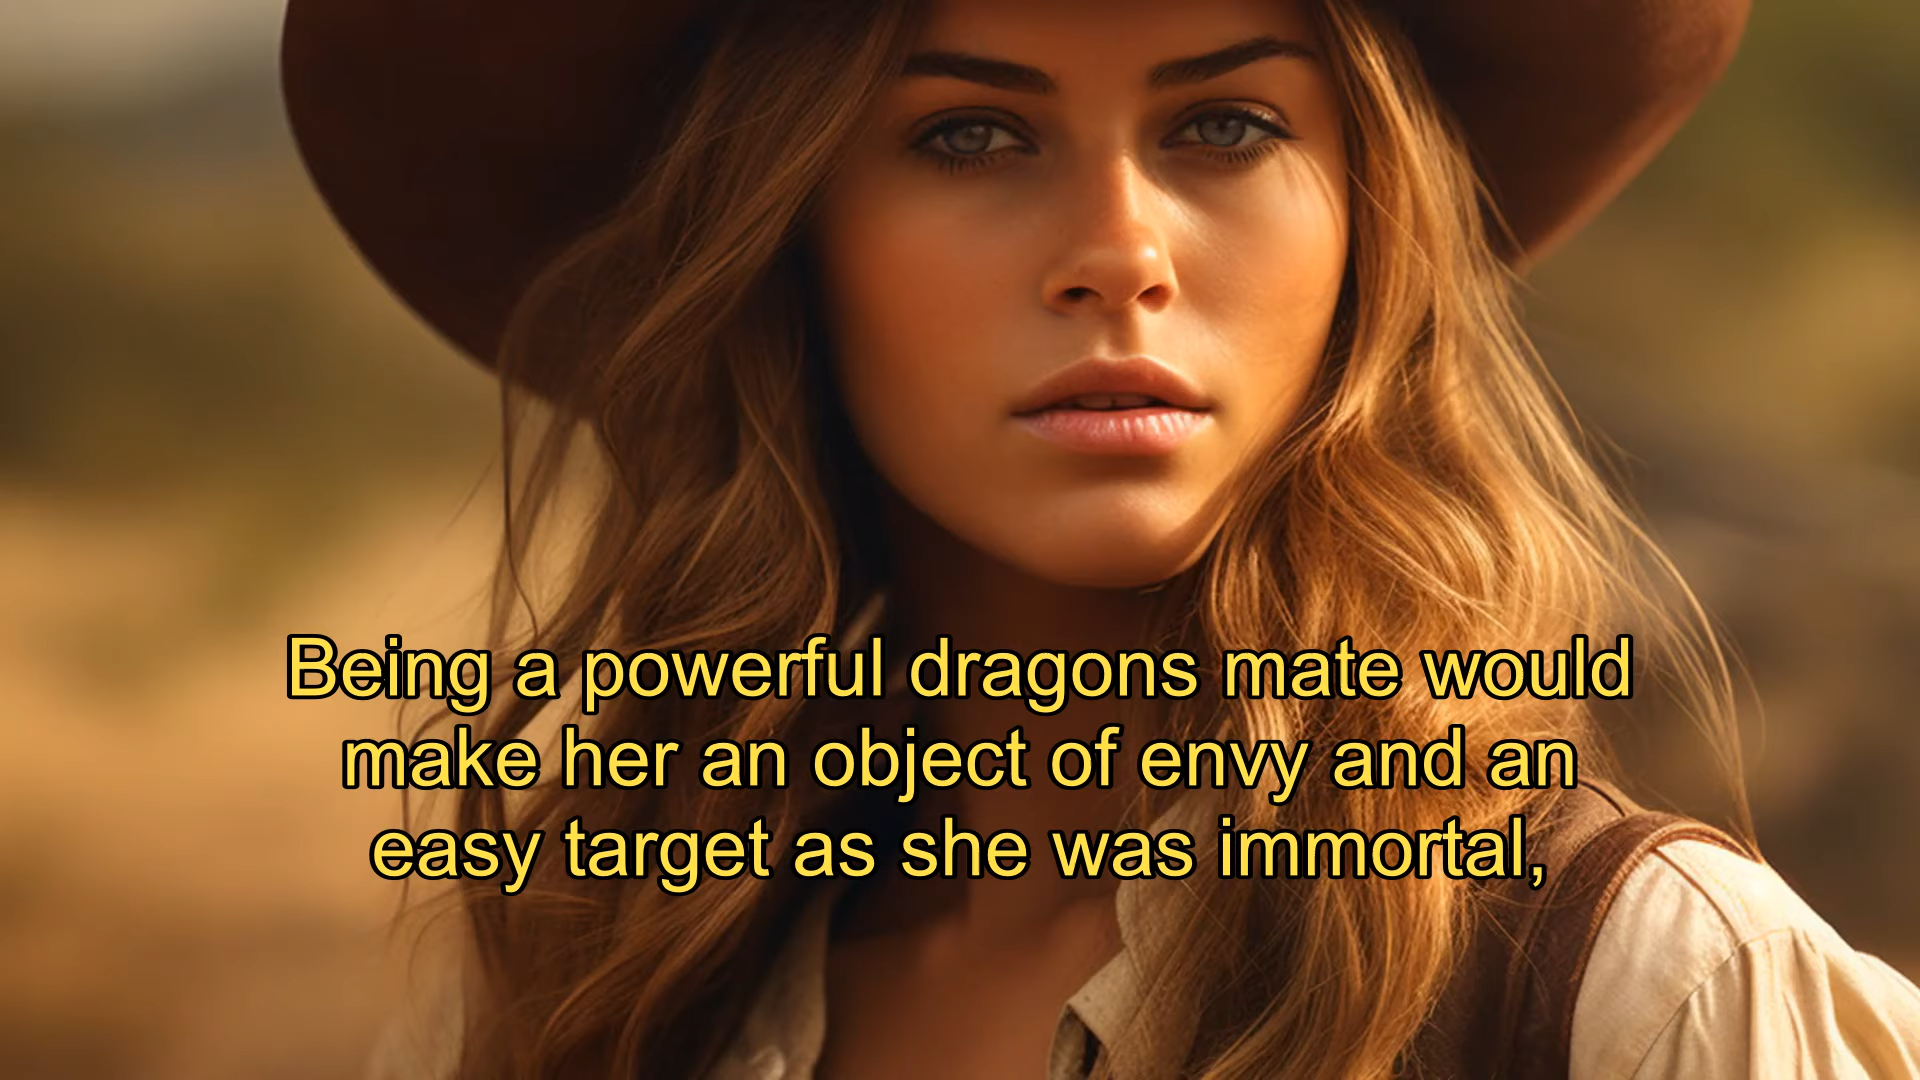 Being a powerful dragons mate would
make her an object of envy and an
easy target as she was immortal,